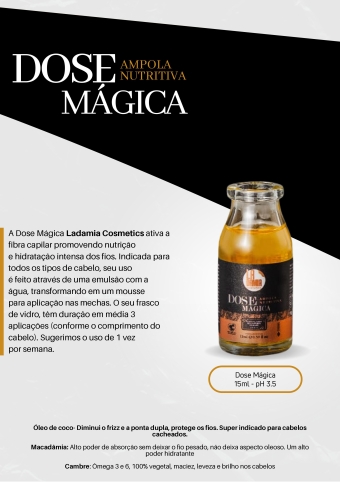 DOSE AMPOLA
NUTRITIVA
MÁGICA
A Dose Mágica Ladamia Cosmetics ativa a
fibra capilar promovendo nutrição
e hidratação intensa dos fios. Indicada para
todos os tipos de cabelo, seu uso
é feito através de uma emulsão com a
água, transformando em um mousse
para aplicação nas mechas. O seu frasco
de vidro, têm duração em média 3
aplicações (conforme o comprimento do
cabelo). Sugerimos o uso de 1 vez
por semana.
DOSE
MÁGICA
Dose Mágica
15ml - pH 3.5
Óleo de coco- Diminui o frizz e a ponta dupla, protege os fios. Super indicado para cabelos
cacheados.
Macadâmia: Alto poder de absorção sem deixar o fio pesado, não deixa aspecto oleoso. Um alto
poder hidratante
Cambre: Ômega 3 e 6, 100% vegetal, maciez, leveza e brilho nos cabelos